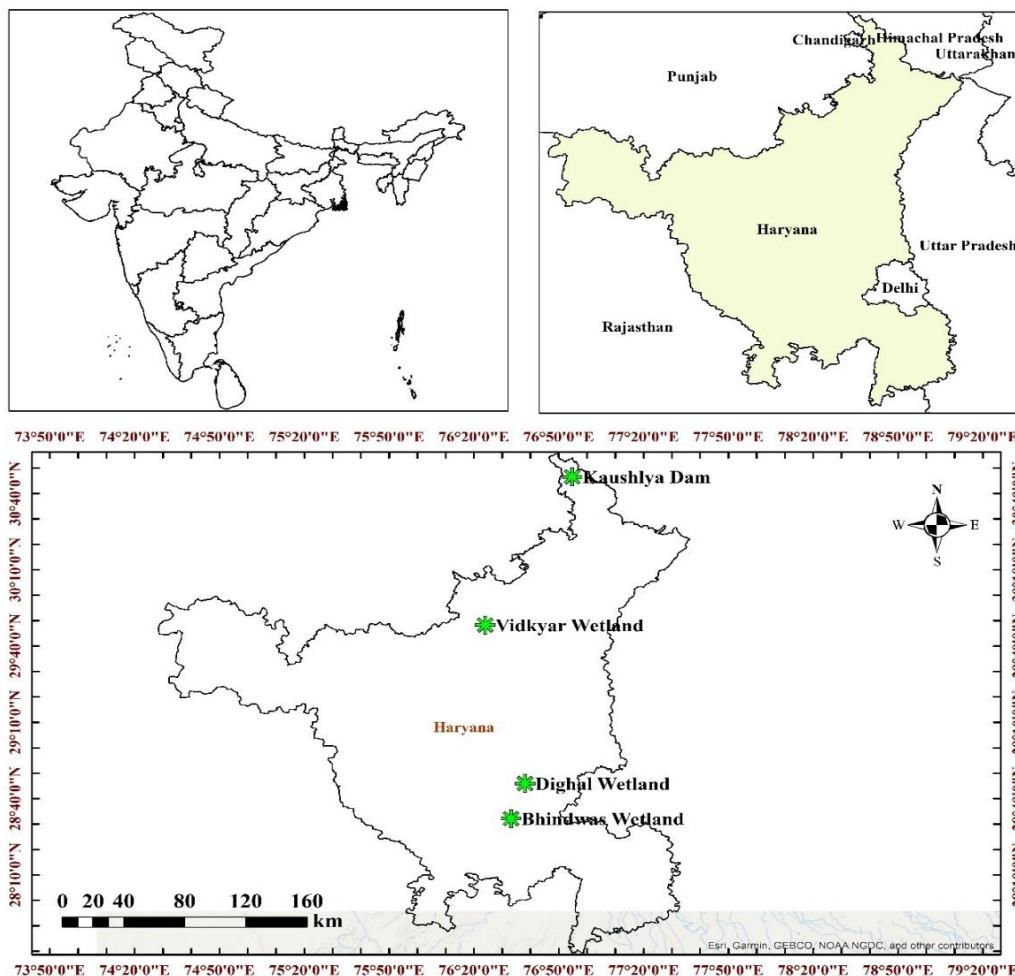 Chandigarh
Himachal Pradesh
Uttarakhan
Punjab
Haryana
Uttar Pradesh
Delhi
Rajasthan
73°50'0"E 74°20'0"E 74°50'0"E 75°20'0"E 75°50'0"E 76°20'0"E 76°50'0"E 77°20'0"E 77°50'0"E 78°20'0"E 78°50'0"E 79°20'0"E
30°40'0"N
30°10'0"N
29°40'0"N
29°10'0"N
28°40'0"N
28°10'0"N
Kaushlya Dam
N
W E
S
Vidkyar Wetland
Haryana
Dighal Wetland
Bhindwas Wetland
0 20 40 80 120 160
km
Esri, Garmin, GEBCO, NOAA NGDC, and other contributors
73°50'0"E 74°20'0"E 74°50'0"E 75°20'0"E 75°50'0"E 76°20'0"E 76°50'0"E 77°20'0"E 77°50'0"E 78°20'0"E 78°50'0"E 79°20'0"E